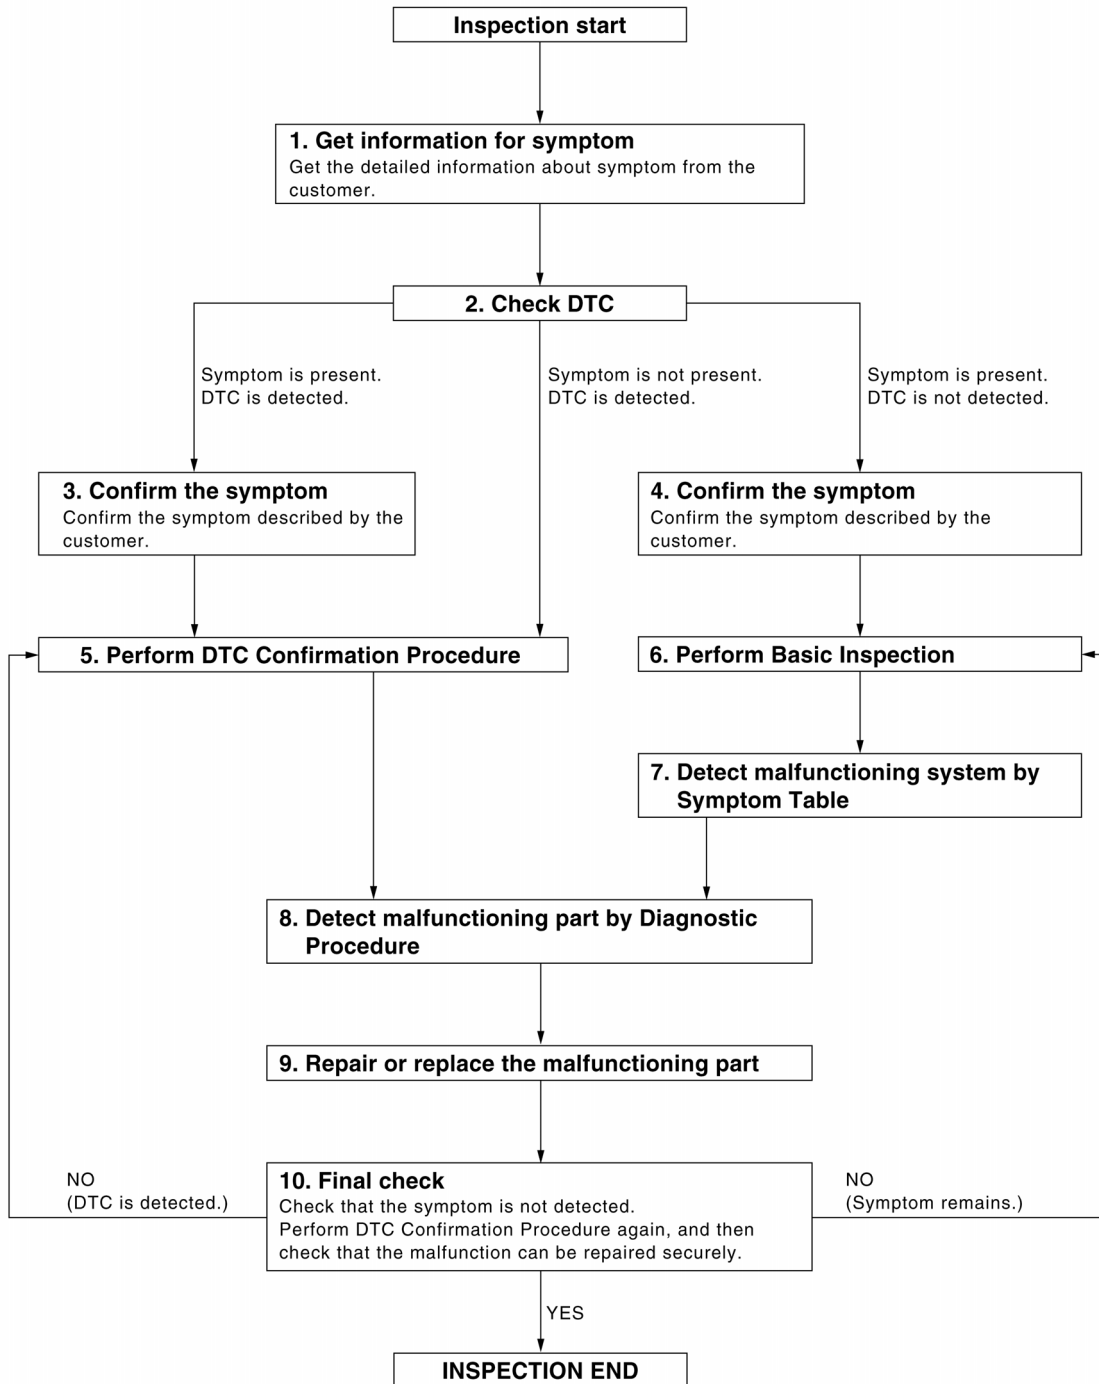 Inspection start
1. Get information for symptom
Get the detailed information about symptom from the
customer.
2. Check DTC
Symptom is present.
DTC is detected.
Symptom is not present.
DTC is detected.
Symptom is present.
DTC is not detected.
3. Confirm the symptom
Confirm the symptom described by the
customer.
4. Confirm the symptom
Confirm the symptom described by the
customer.
5. Perform DTC Confirmation Procedure
6. Perform Basic Inspection
7. Detect malfunctioning system by
Symptom Table
8. Detect malfunctioning part by Diagnostic
Procedure
9. Repair or replace the malfunctioning part
NO
(DTC is detected.)
10. Final check
Check that the symptom is not detected.
Perform DTC Confirmation Procedure again, and then
check that the malfunction can be repaired securely.
NO
(Symptom remains.)
YES
INSPECTION END